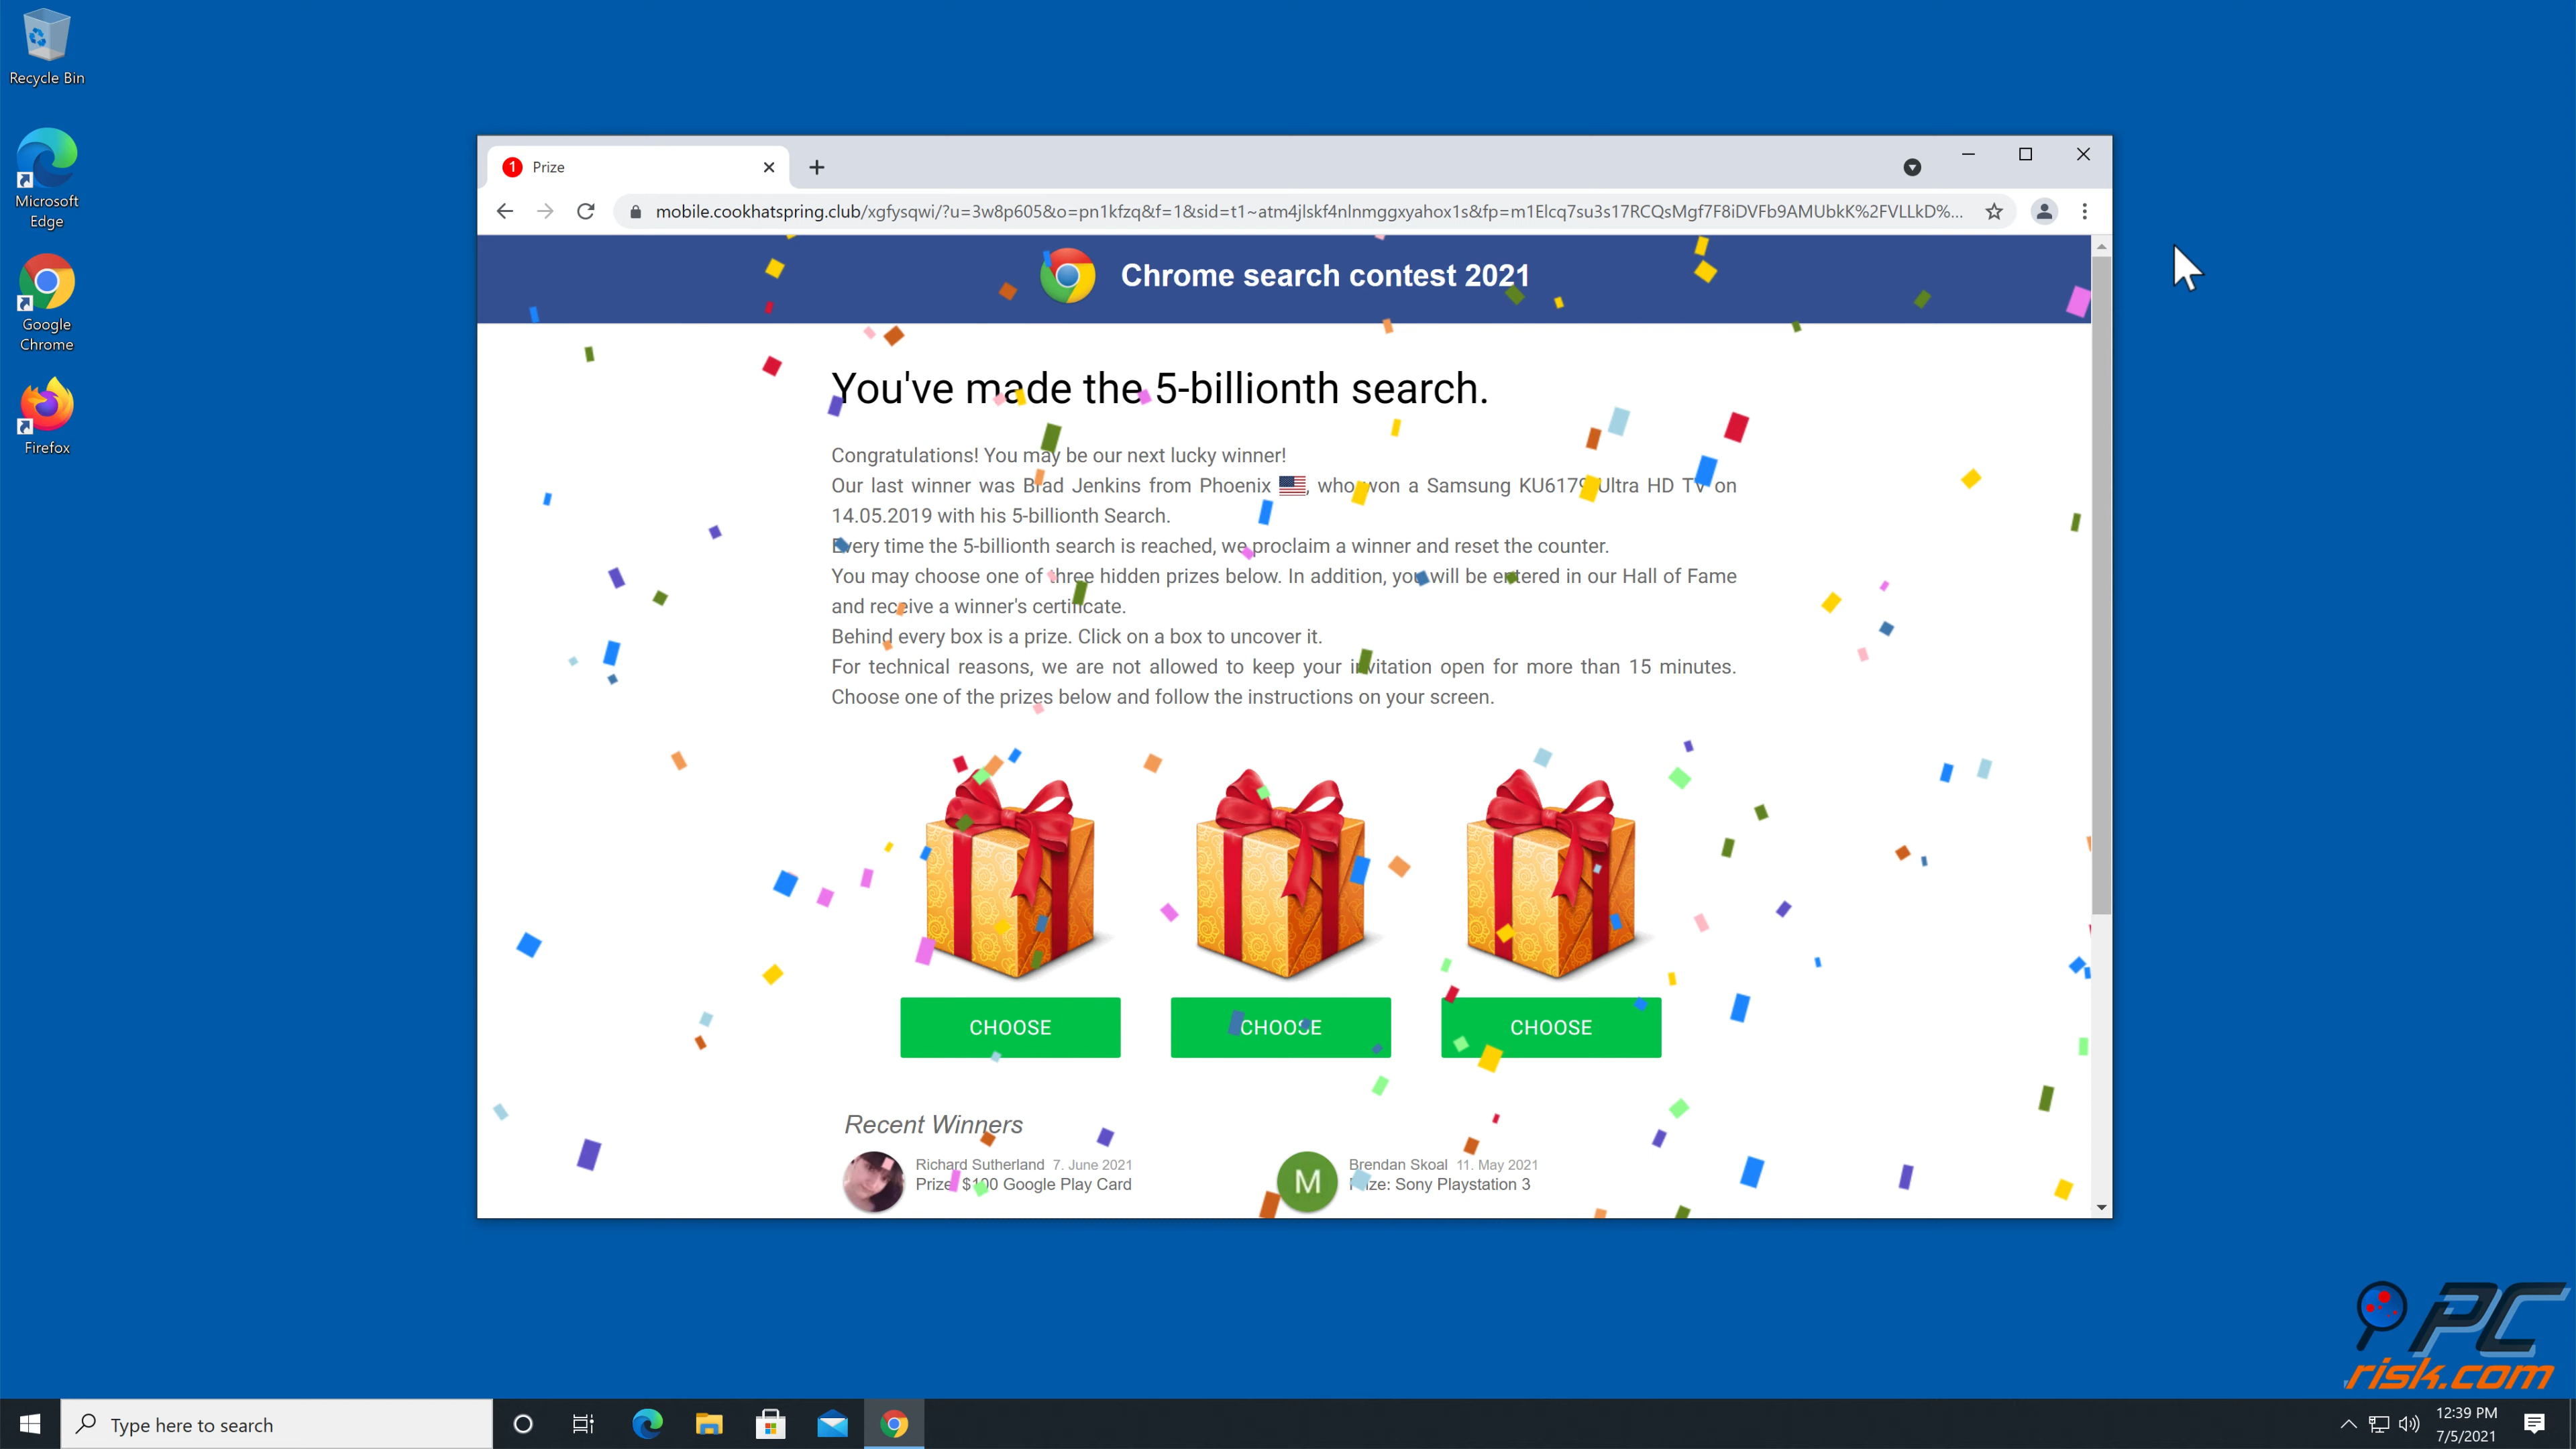 Recycle Bin
Microsoft
Edge
Google
Chrome
Firefox
1 Prize
mobile.cookhatspring.club/xgfysqwi/?u=3w8p605&o=pn1kfzq&f=1&sid=t1~atm4jlskf4nlnmggxyahox1s&fp=m1Elcq7su3s17RCQsMgf7F8iDVFb9AMUbkK%2FVLLkD%...
Chrome search contest 2021
You've made the 5-billionth search.
Congratulations! You may be our next lucky winner!
Our last winner was Brad Jenkins from Phoenix , who won a Samsung KU6179 Ultra HD TV on
14.05.2019 with his 5-billionth Search.
Every time the 5-billionth search is reached, we proclaim a winner and reset the counter.
You may choose one of three hidden prizes below. In addition, you will be entered in our Hall of Fame
and receive a winner's certificate.
Behind every box is a prize. Click on a box to uncover it.
For technical reasons, we are not allowed to keep your invitation open for more than 15 minutes.
Choose one of the prizes below and follow the instructions on your screen.
CHOOSE CHOOSE CHOOSE
Recent Winners
Richard Sutherland 7. June 2021
Prize: $100 Google Play Card
M
Brendan Skoal 11. May 2021
Prize: Sony Playstation 3
PC
risk.com
Type here to search
12:39 PM
7/5/2021